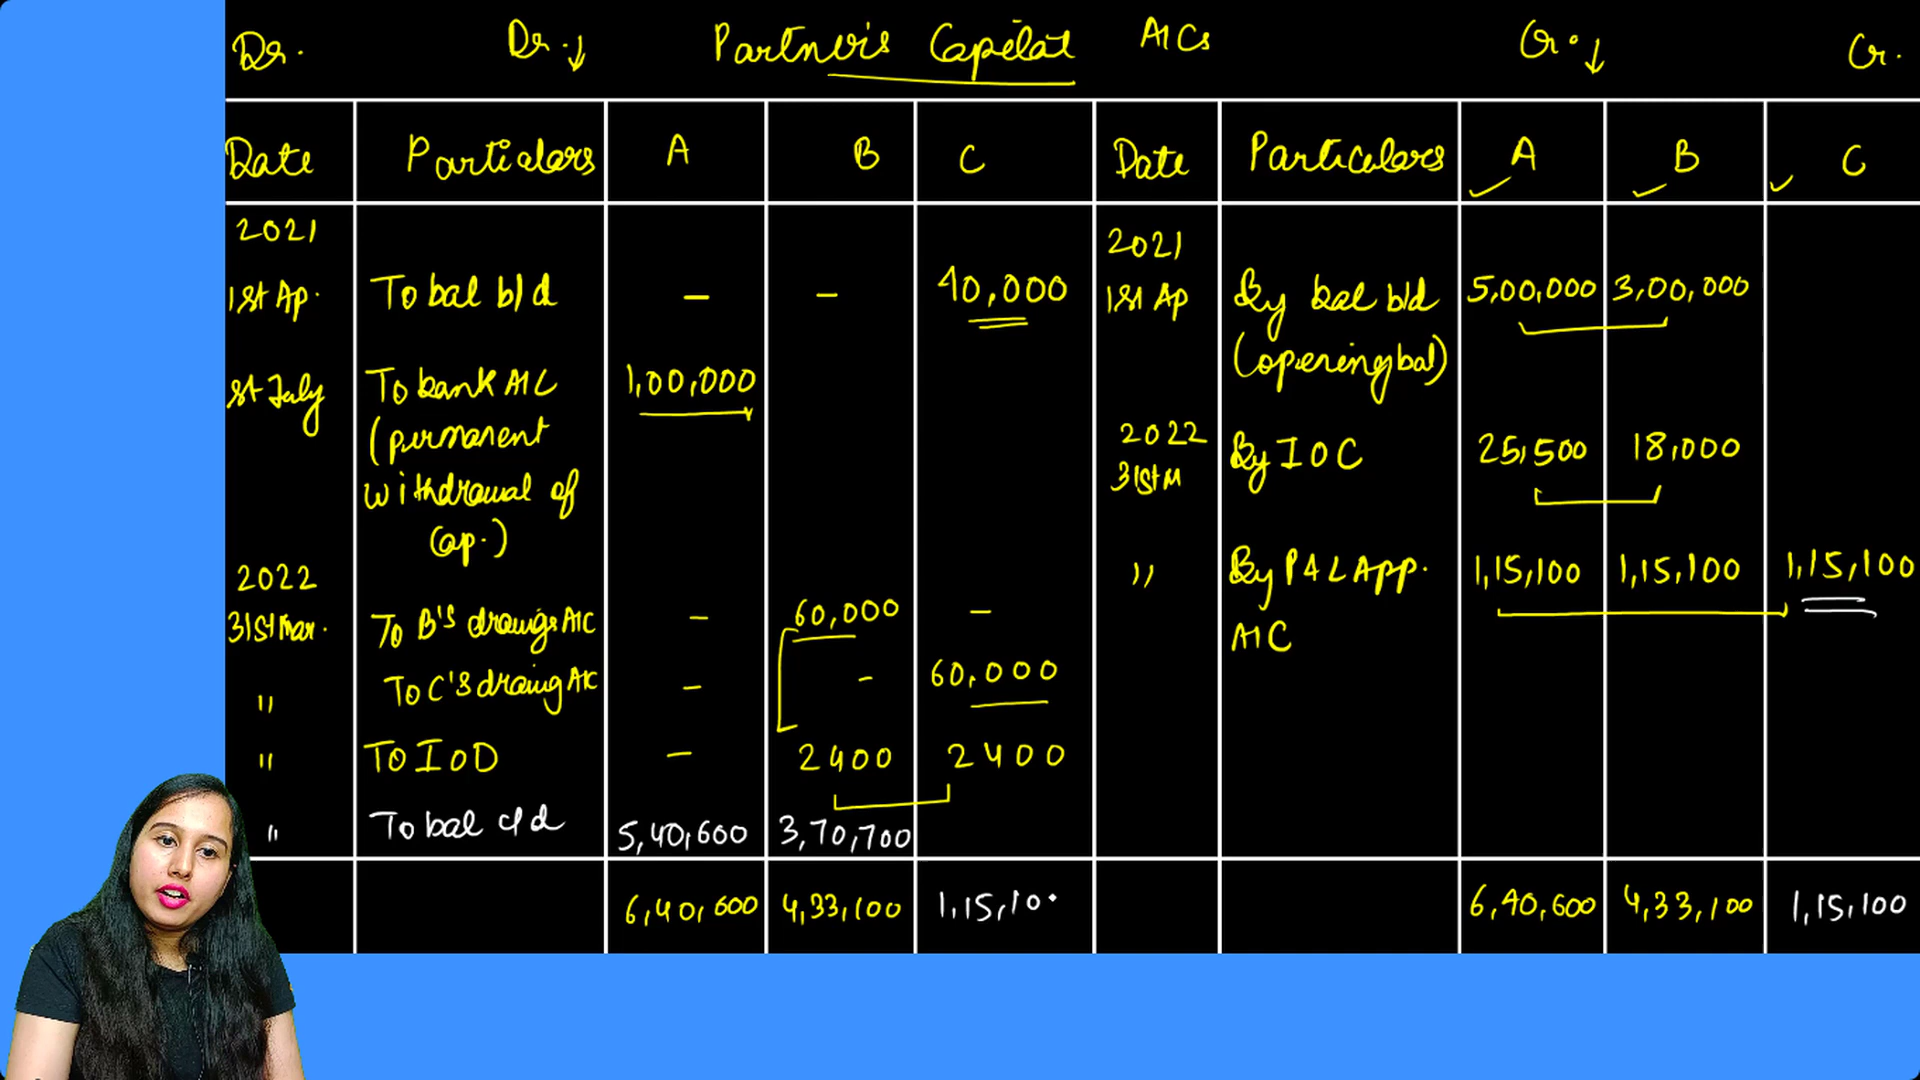 Dr. Dr.↓ Partner's Capital A/Cs Cr.↓ Cr.
Date Particulars A B C Date Particulars A B C
2021 2021
1st Ap. To bal b/d – – 40,000 1st Ap By bal b/d 5,00,000 3,00,000
(opening bal)
1st July To bank A/C 1,00,000
(permanent
withdrawal of
Cap.)
2022
31st M By IOC 25,500 18,000
2022 " By P&L App. 1,15,100 1,15,100 1,15,100
A/C
31st Mar. To B's drawings A/C – 60,000 –
" To C's drawing A/C – - 60,000
" To IOD – 2400 2400
" To bal c/d 5,40,600 3,70,700
6,40,600 4,33,100 1,15,10 6,40,600 4,33,100 1,15,100